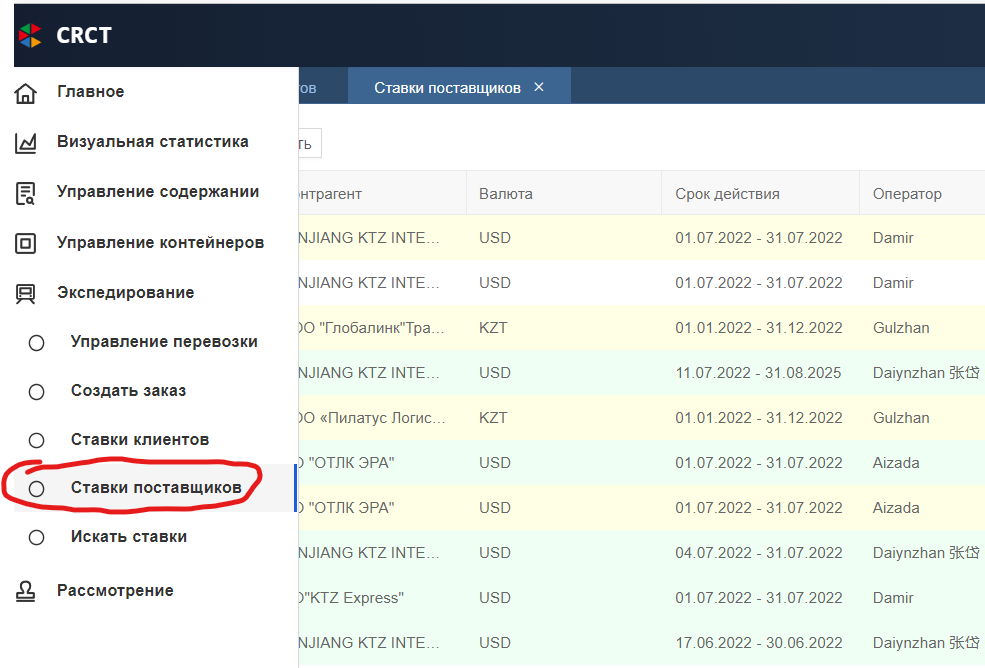 CRCT
Главное
Визуальная статистика
Управление содержании
Управление контейнеров
Экспедирование
Управление перевозки
Создать заказ
Ставки клиентов
Ставки поставщиков
Искать ставки
Рассмотрение
ов Ставки поставщиков ×
ть
нтрагент Валюта Срок действия Оператор
NJIANG KTZ INTE... USD 01.07.2022 - 31.07.2022 Damir
NJIANG KTZ INTE... USD 01.07.2022 - 31.07.2022 Damir
ОО "Глобалинк"Тра... KZT 01.01.2022 - 31.12.2022 Gulzhan
NJIANG KTZ INTE... USD 11.07.2022 - 31.08.2025 Daiynzhan 张岱
ОО «Пилатус Логис... KZT 01.01.2022 - 31.12.2022 Gulzhan
О "ОТЛК ЭРА" USD 01.07.2022 - 31.07.2022 Aizada
О "ОТЛК ЭРА" USD 01.07.2022 - 31.07.2022 Aizada
NJIANG KTZ INTE... USD 04.07.2022 - 31.07.2022 Daiynzhan 张岱
О"KTZ Express" USD 01.07.2022 - 31.07.2022 Damir
NJIANG KTZ INTE... USD 17.06.2022 - 30.06.2022 Daiynzhan 张岱